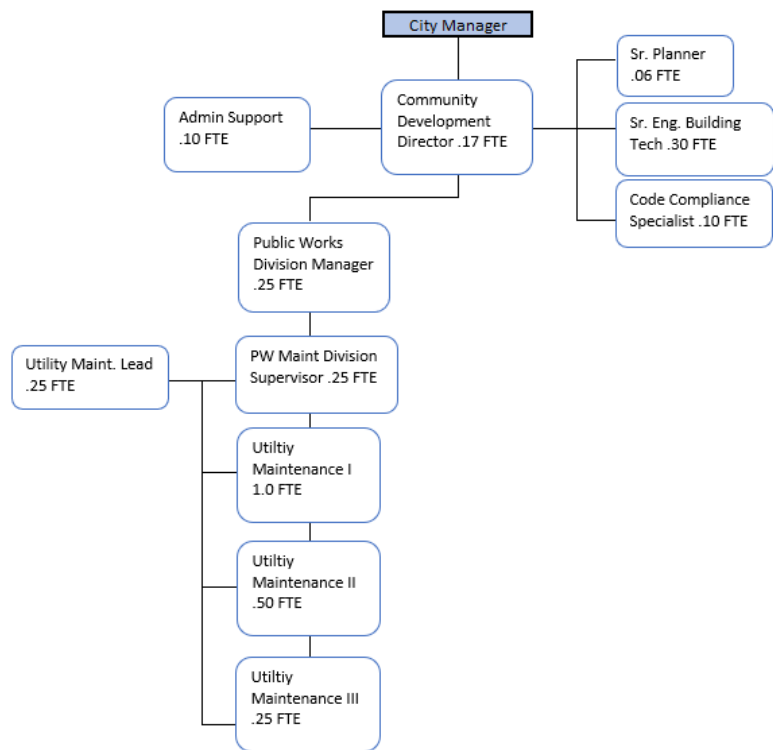 City Manager
Sr. Planner
.06 FTE
Admin Support
.10 FTE
Community
Development
Director .17 FTE
Sr. Eng. Building
Tech .30 FTE
Code Compliance
Specialist .10 FTE
Public Works
Division Manager
.25 FTE
Utility Maint. Lead
.25 FTE
PW Maint Division
Supervisor .25 FTE
Utiltiy
Maintenance I
1.0 FTE
Utiltiy
Maintenance II
.50 FTE
Utiltiy
Maintenance III
.25 FTE